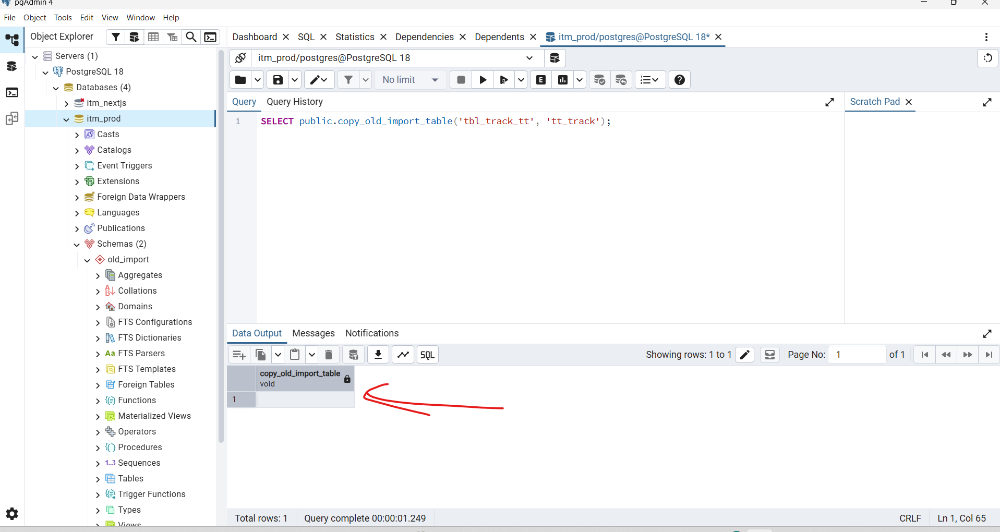 pgAdmin 4
File Object Tools Edit View Window Help
Object Explorer
Dashboard SQL Statistics Dependencies Dependents itm_prod/postgres@PostgreSQL 18*
Servers (1)
PostgreSQL 18
Databases (4)
itm_nextjs
itm_prod
Casts
Catalogs
Event Triggers
Extensions
Foreign Data Wrappers
Languages
Publications
Schemas (2)
old_import
Aggregates
Collations
Domains
FTS Configurations
FTS Dictionaries
Aa FTS Parsers
FTS Templates
Foreign Tables
Functions
Materialized Views
Operators
Procedures
1..3 Sequences
Tables
Trigger Functions
Types
Views
itm_prod/postgres@PostgreSQL 18
No limit
E
Query Query History
Scratch Pad
1 SELECT public.copy_old_import_table('tbl_track_tt', 'tt_track');
Data Output Messages Notifications
SQL
Showing rows: 1 to 1
Page No: 1 of 1
copy_old_import_table
void
1
Total rows: 1
Query complete 00:00:01.249
CRLF
Ln 1, Col 65